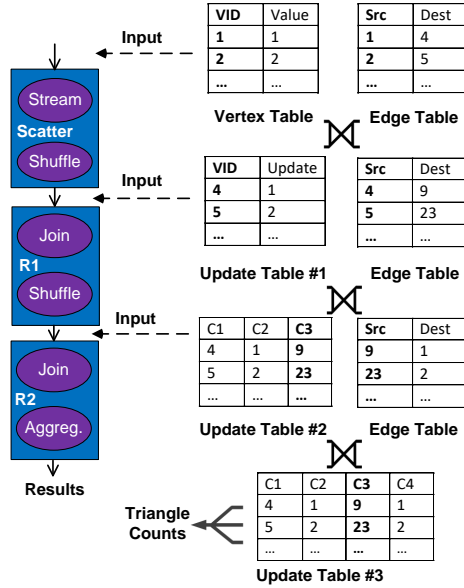 Input
VID Value
1 1
2 2
... ...
Vertex Table
Src Dest
1 4
2 5
... ...
Edge Table
Stream
Scatter
Shuffle
Input
VID Update
4 1
5 2
... ...
Update Table #1
Src Dest
4 9
5 23
... ...
Edge Table
Join
R1
Shuffle
Input
C1 C2 C3
4 1 9
5 2 23
... ... ...
Update Table #2
Src Dest
9 1
23 2
... ...
Edge Table
Join
R2
Aggreg.
Results
Triangle
Counts
C1 C2 C3 C4
4 1 9 1
5 2 23 2
... ... ... ...
Update Table #3